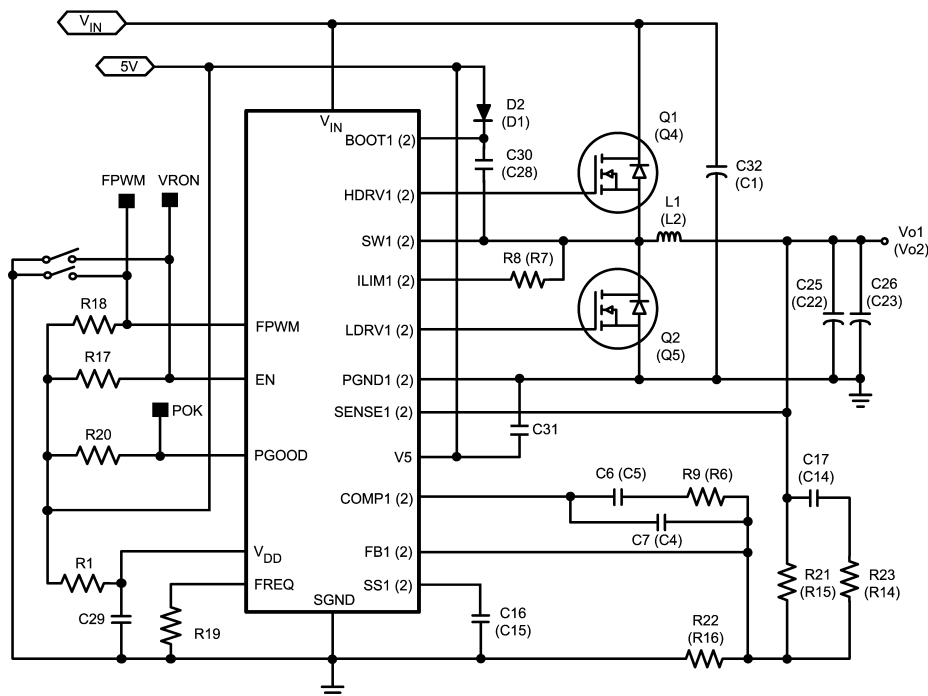 V_IN
5V
D2
(D1)
Q1
(Q4)
V_IN
BOOT1 (2)
C30
(C28)
C32
(C1)
FPWM
VRON
HDRV1 (2)
L1
(L2)
SW1 (2)
Vo1
(Vo2)
R8 (R7)
ILIM1 (2)
C25
(C22)
C26
(C23)
R18
FPWM
LDRV1 (2)
Q2
(Q5)
R17
EN
PGND1 (2)
POK
SENSE1 (2)
C31
R20
PGOOD
V5
C17
(C14)
C6 (C5)
R9 (R6)
COMP1 (2)
C7 (C4)
V_DD
FB1 (2)
R1
FREQ
SS1 (2)
R21
(R15)
R23
(R14)
SGND
C29
R19
C16
(C15)
R22
(R16)